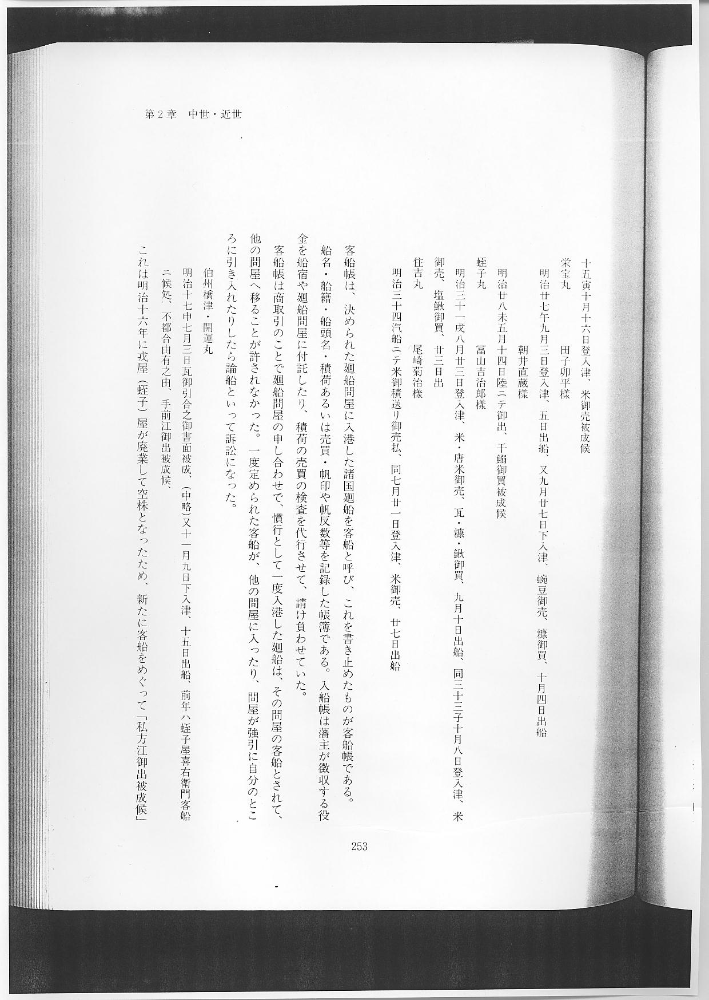 第2章　中世・近世
十五寅十月十六日登入津、米御売被成候
栄宝丸　　　　田子卯平様
明治廿七午九月三日登入津、五日出船、又九月廿七日下入津、蜿豆御売、糠御買、十月四日出船
朝井直蔵様
明治廿八未五月十四日陸ニテ御出、干鰯御買被成候
蛭子丸　　　　冨山吉治郎様
明治三十一戌八月廿三日登入津、米・唐米御売、瓦・糠・鰍御買、九月十日出船、同三十三子十月八日登入津、米
御売、塩鰍御買、廿三日出
住吉丸　　　　尾崎菊治様
明治三十四汽船ニテ米御積送リ御売払、同七月廿一日登入津、米御売、廿七日出船
客船帳は、決められた廻船問屋に入港した諸国廻船を客船と呼び、これを書き止めたものが客船帳である。
船名・船籍・船頭名・積荷あるいは売買・帆印や帆反数等を記録した帳簿である。入船帳は藩主が徴収する役
金を船宿や廻船問屋に付託したり、積荷の売買の検査を代行させて、請け負わせていた。
客船帳は商取引のことで廻船問屋の申し合わせで、慣行として一度入港した廻船は、その問屋の客船とされて、
他の問屋へ移ることが許されなかった。一度定められた客船が、他の問屋に入ったり、問屋が強引に自分のとこ
ろに引き入れたりしたら論船といって訴訟になった。
伯州橋津・開運丸
明治十七申七月三日瓦御引合之御書面被成、（中略）又十一月九日下入津、十五日出船、前年ハ蛭子屋喜右衛門客船
ニ候処、不都合由有之由、手前江御出被成候、
これは明治十六年に戎屋（蛭子）屋が廃業して空株となったため、新たに客船をめぐって「私方江御出被成候」
253